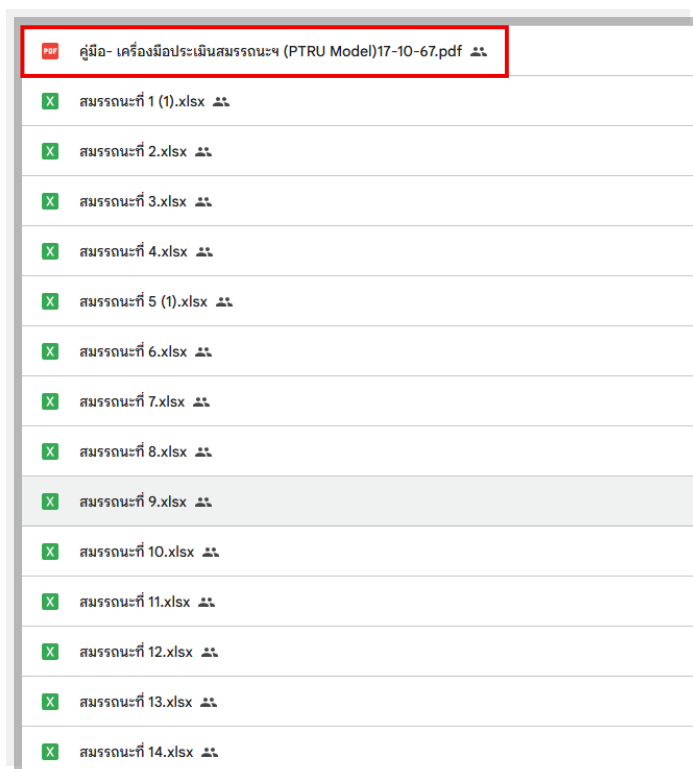 PDF คู่มือ- เครื่องมือประเมินสมรรถนะฯ (PTRU Model)17-10-67.pdf
X สมรรถนะที่ 1 (1).xlsx
X สมรรถนะที่ 2.xlsx
X สมรรถนะที่ 3.xlsx
X สมรรถนะที่ 4.xlsx
X สมรรถนะที่ 5 (1).xlsx
X สมรรถนะที่ 6.xlsx
X สมรรถนะที่ 7.xlsx
X สมรรถนะที่ 8.xlsx
X สมรรถนะที่ 9.xlsx
X สมรรถนะที่ 10.xlsx
X สมรรถนะที่ 11.xlsx
X สมรรถนะที่ 12.xlsx
X สมรรถนะที่ 13.xlsx
X สมรรถนะที่ 14.xlsx